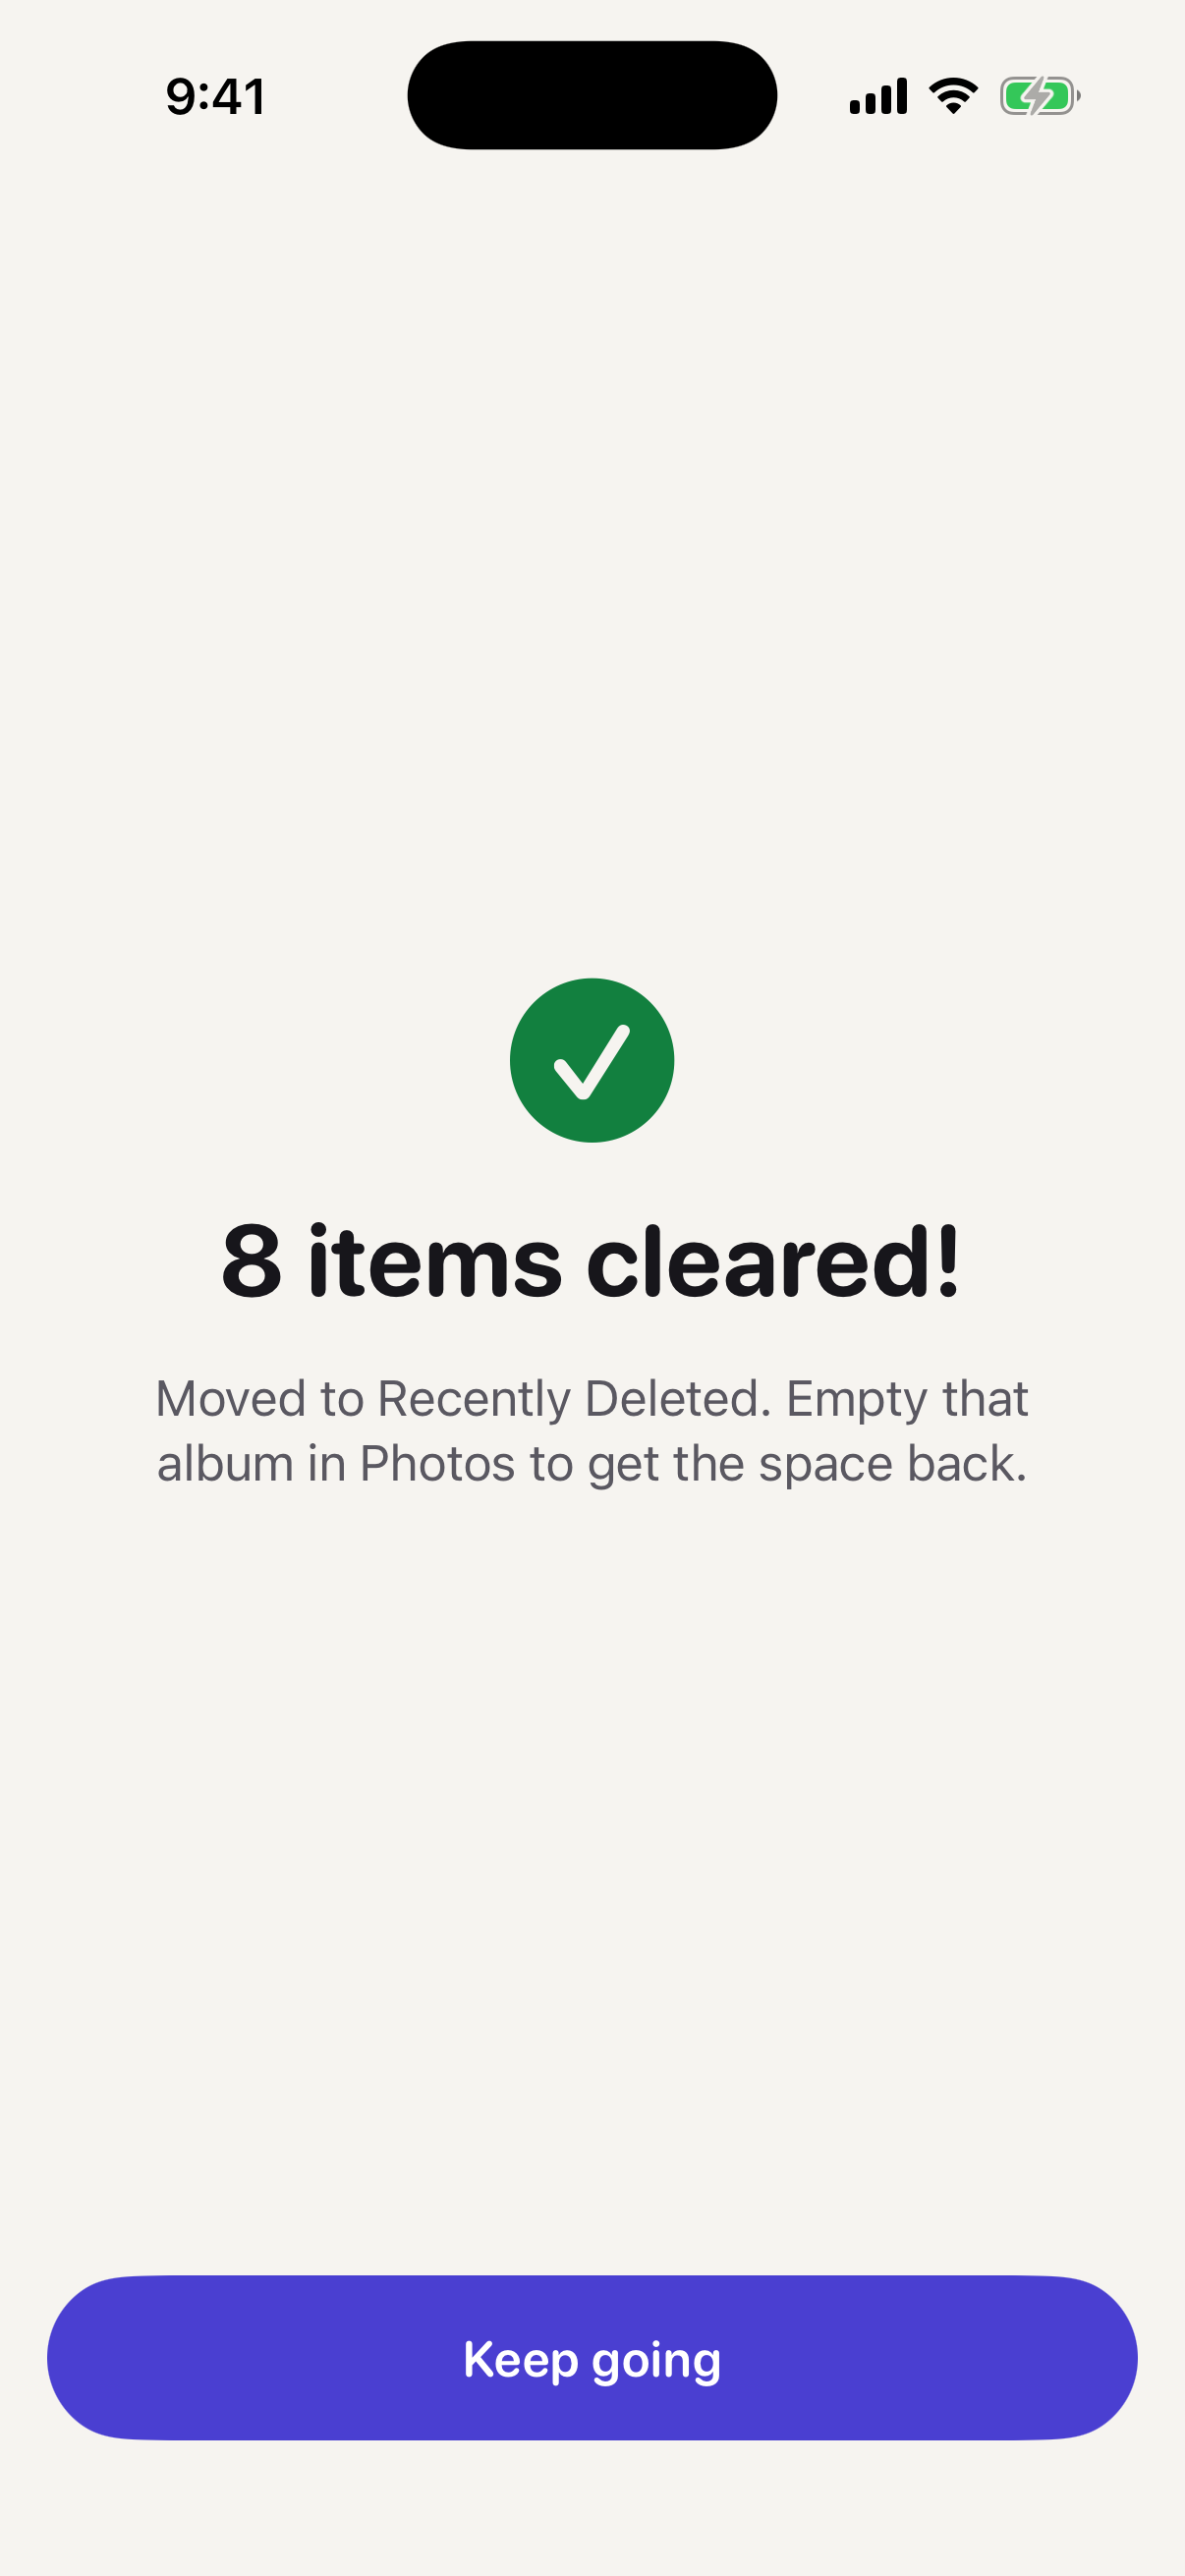 9:41
8 items cleared!
Moved to Recently Deleted. Empty that
album in Photos to get the space back.
Keep going